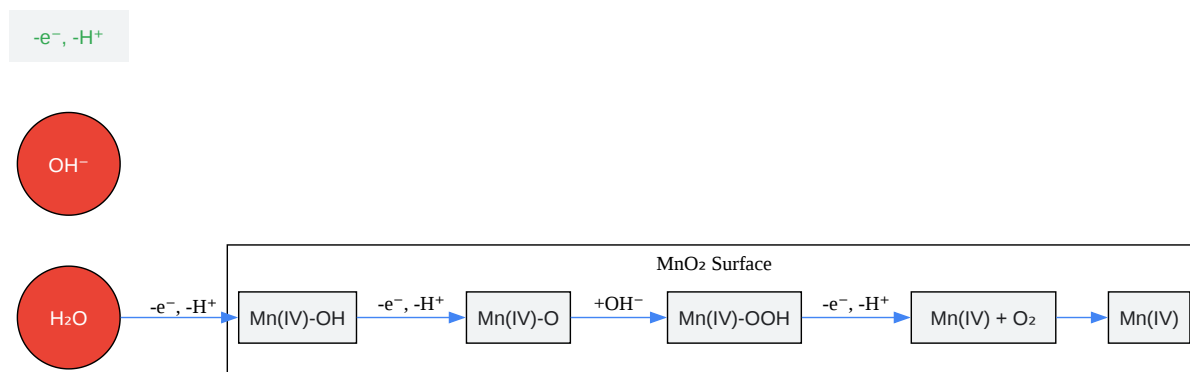 -e⁻, -H⁺
OH⁻
MnO₂ Surface
H₂O
-e⁻, -H⁺
Mn(IV)-OH
-e⁻, -H⁺
Mn(IV)-O
+OH⁻
Mn(IV)-OOH
-e⁻, -H⁺
Mn(IV) + O₂
Mn(IV)